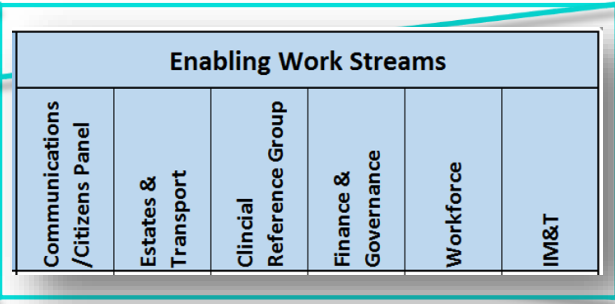 Enabling Work Streams
Communications
/Citizens Panel
Estates &
Transport
Clincial
Reference Group
Finance &
Governance
Workforce
IM&T